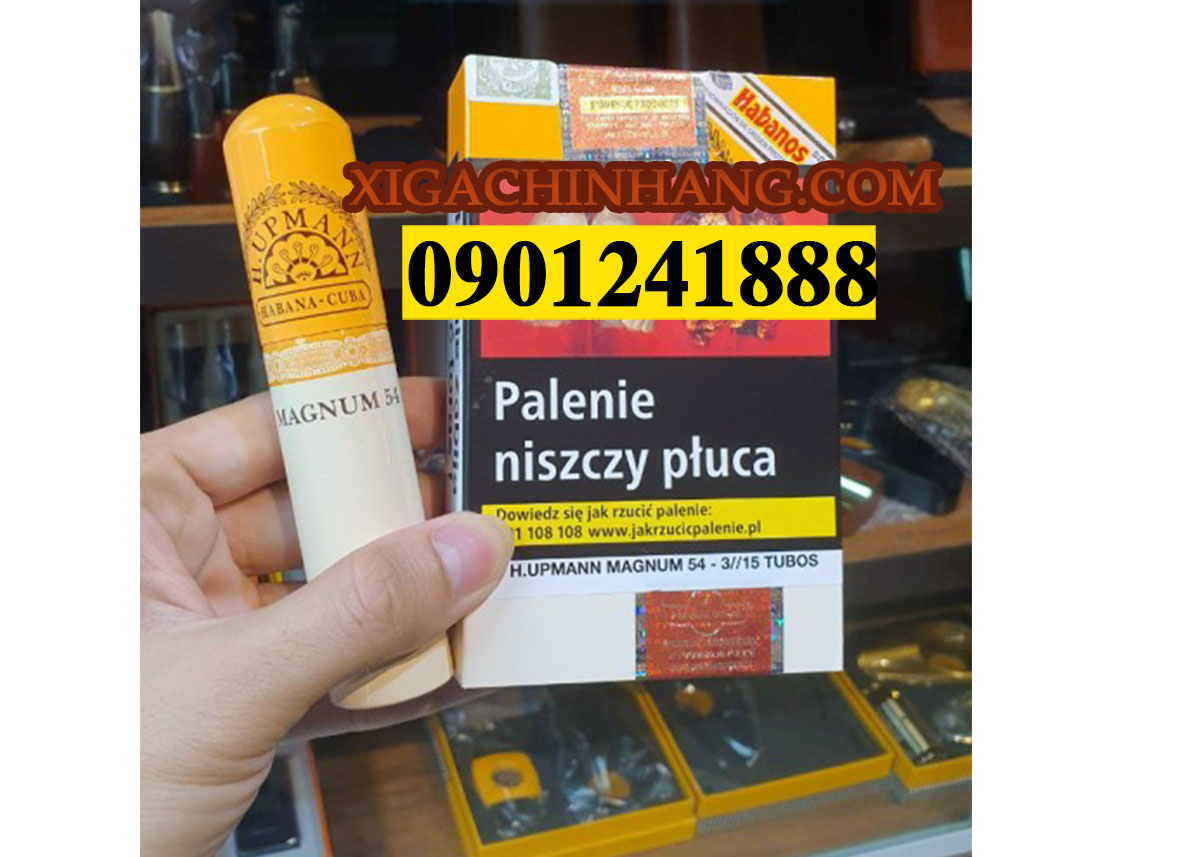 Habanos
XIGACHINHANG.COM
0901241888
H.UPMANN
HABANA - CUBA
MAGNUM 54
Palenie
niszczy płuca
Dowiedz się jak rzucić palenie:
1 108 108 www.jakrzucicpalenie.pl
H.UPMANN MAGNUM 54 - 3//15 TUBOS